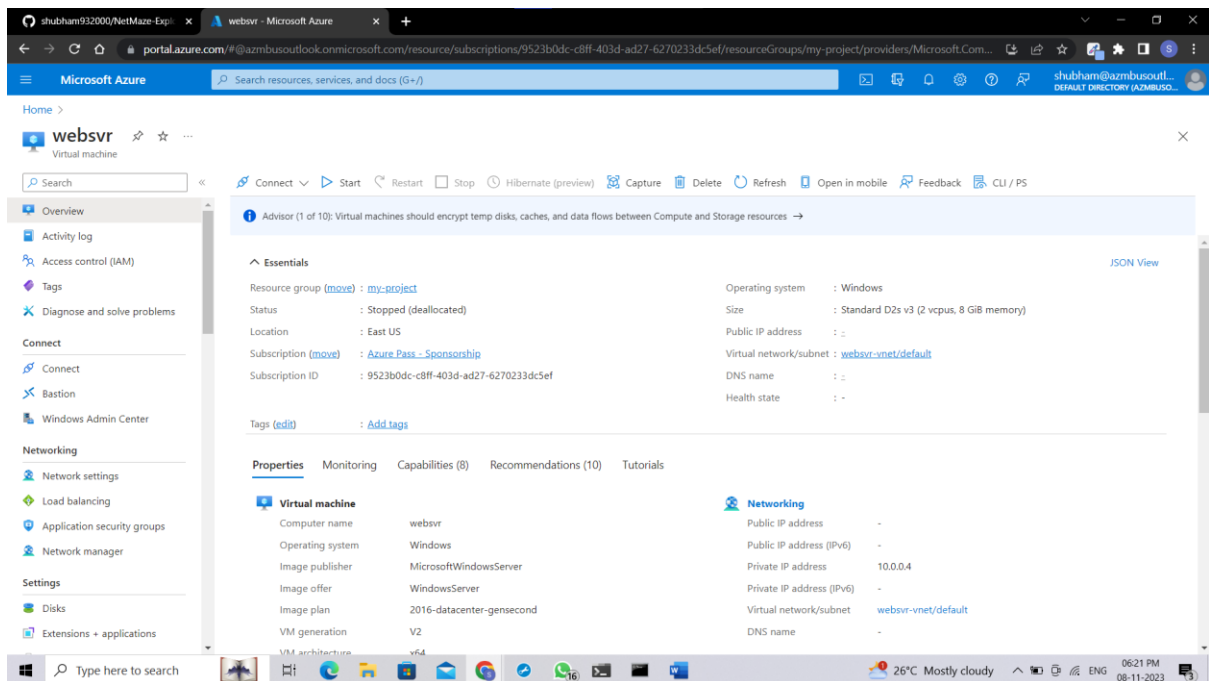 shubham932000/NetMaze-Expl
websvr - Microsoft Azure
portal.azure.com/#@azmbusoutlook.onmicrosoft.com/resource/subscriptions/9523b0dc-c8ff-403d-ad27-6270233dc5ef/resourceGroups/my-project/providers/Microsoft.Com...
S
Microsoft Azure
Search resources, services, and docs (G+/)
shubham@azmbusoutl...
DEFAULT DIRECTORY (AZMBUSO...
Home >
websvr
Virtual machine
Search
Connect Start Restart Stop Hibernate (preview) Capture Delete Refresh Open in mobile Feedback CLI / PS
Overview
Activity log
Access control (IAM)
Tags
Diagnose and solve problems
Connect
Connect
Bastion
Windows Admin Center
Networking
Network settings
Load balancing
Application security groups
Network manager
Settings
Disks
Extensions + applications
Advisor (1 of 10): Virtual machines should encrypt temp disks, caches, and data flows between Compute and Storage resources →
Essentials
JSON View
Resource group (move) : my-project
Status : Stopped (deallocated)
Location : East US
Subscription (move) : Azure Pass - Sponsorship
Subscription ID : 9523b0dc-c8ff-403d-ad27-6270233dc5ef
Operating system : Windows
Size : Standard D2s v3 (2 vcpus, 8 GiB memory)
Public IP address : -
Virtual network/subnet : websvr-vnet/default
DNS name : -
Health state : -
Tags (edit) : Add tags
Properties Monitoring Capabilities (8) Recommendations (10) Tutorials
Virtual machine
Computer name websvr
Operating system Windows
Image publisher MicrosoftWindowsServer
Image offer WindowsServer
Image plan 2016-datacenter-gensecond
VM generation V2
VM architecture x64
Networking
Public IP address -
Public IP address (IPv6) -
Private IP address 10.0.0.4
Private IP address (IPv6) -
Virtual network/subnet websvr-vnet/default
DNS name -
Type here to search
16
26°C Mostly cloudy
ENG
06:21 PM
08-11-2023
3